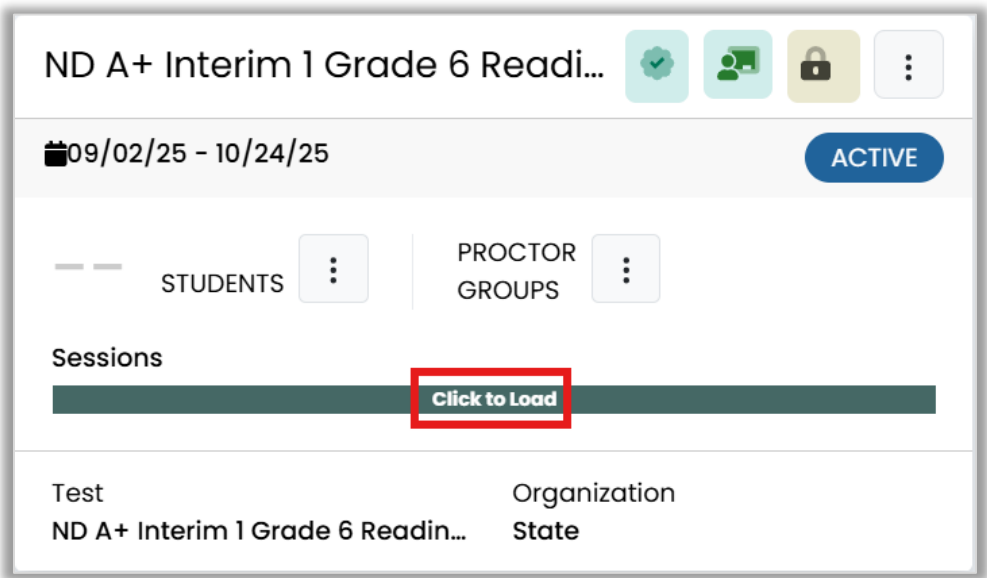 ND A+ Interim 1 Grade 6 Readi...
09/02/25 - 10/24/25
ACTIVE
STUDENTS
PROCTOR
GROUPS
Sessions
Click to Load
Test
ND A+ Interim 1 Grade 6 Readin...
Organization
State